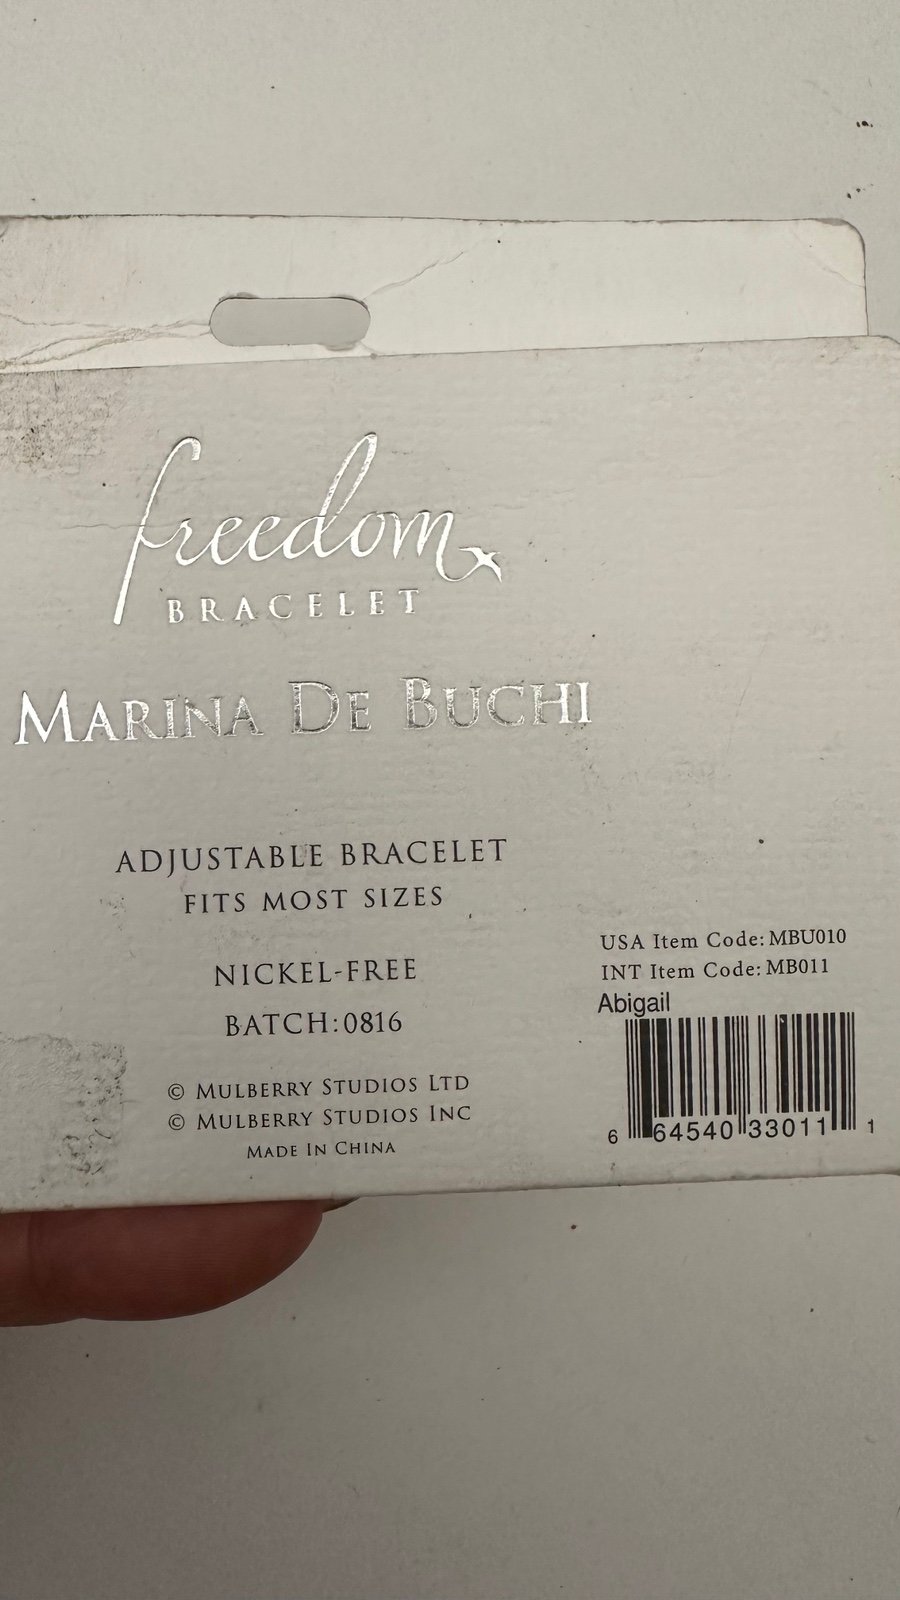 freedom
BRACELET
MARINA DE BUCHI
ADJUSTABLE BRACELET
FITS MOST SIZES
NICKEL-FREE
BATCH:0816
© MULBERRY STUDIOS LTD
© MULBERRY STUDIOS INC
MADE IN CHINA
USA Item Code: MBU010
INT Item Code: MB011
Abigail
6 64540 33011 1